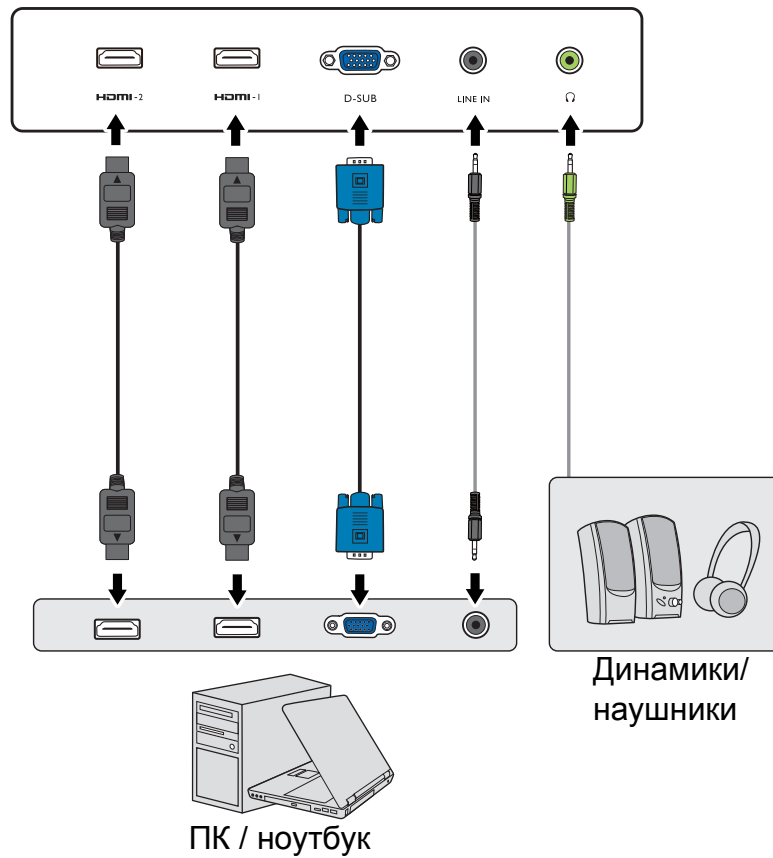 HDMI-2
HDMI-1
D-SUB
LINE IN
Динамики/
наушники
ПК / ноутбук